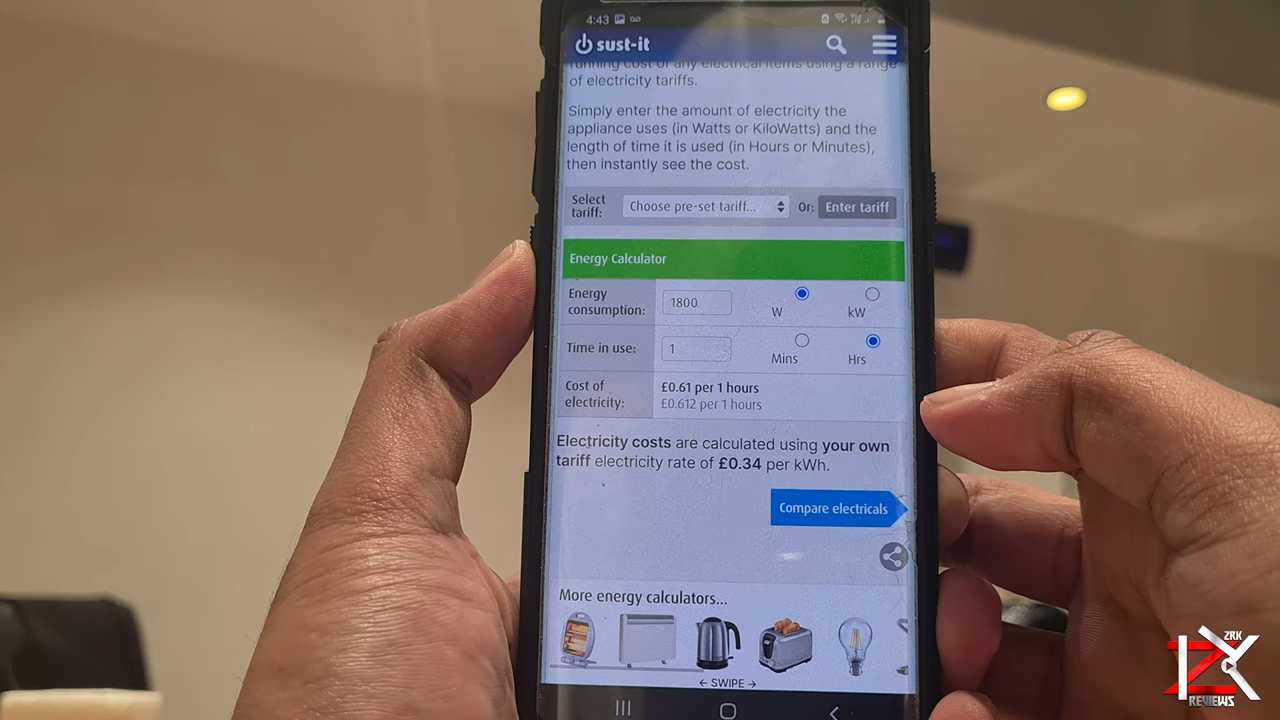 4:43
sust-it
running cost of any electrical items using a range
of electricity tariffs.
Simply enter the amount of electricity the
appliance uses (in Watts or KiloWatts) and the
length of time it is used (in Hours or Minutes),
then instantly see the cost.
Select
tariff:
Choose pre-set tariff...
Or:
Enter tariff
Energy Calculator
Energy
consumption:
1800
W
kW
Time in use:
1
Mins
Hrs
Cost of
electricity:
£0.61 per 1 hours
£0.612 per 1 hours
Electricity costs are calculated using your own
tariff electricity rate of £0.34 per kWh.
Compare electricals
More energy calculators...
← SWIPE →
ZRK
REVIEWS